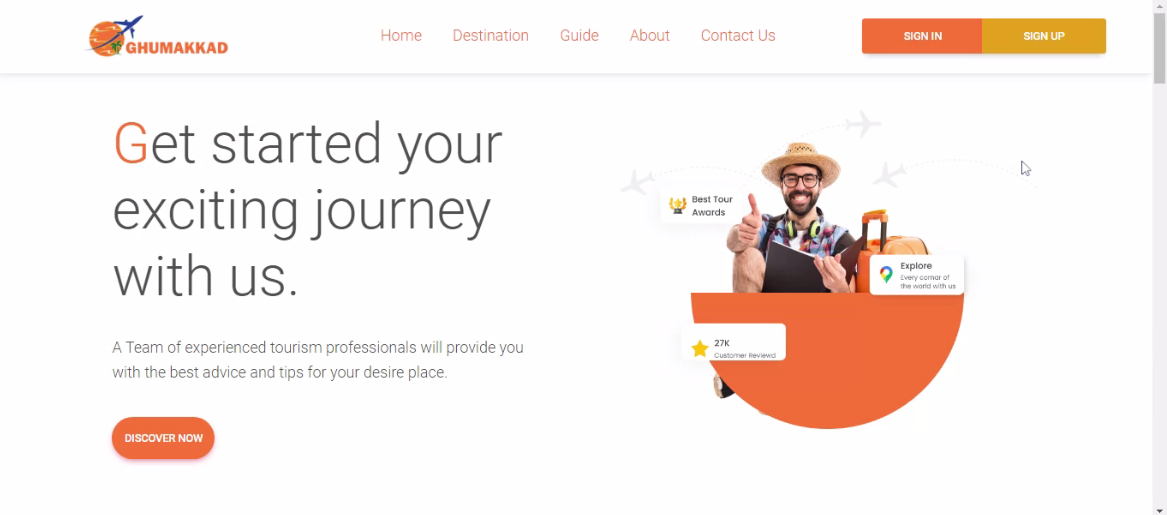 GHUMAKKAD
Home Destination Guide About Contact Us
SIGN IN SIGN UP
Get started your
exciting journey
with us.
A Team of experienced tourism professionals will provide you
with the best advice and tips for your desire place.
DISCOVER NOW
Best Tour
Awards
Explore
Every cornar of
the world with us
27K
Customer Reviewd